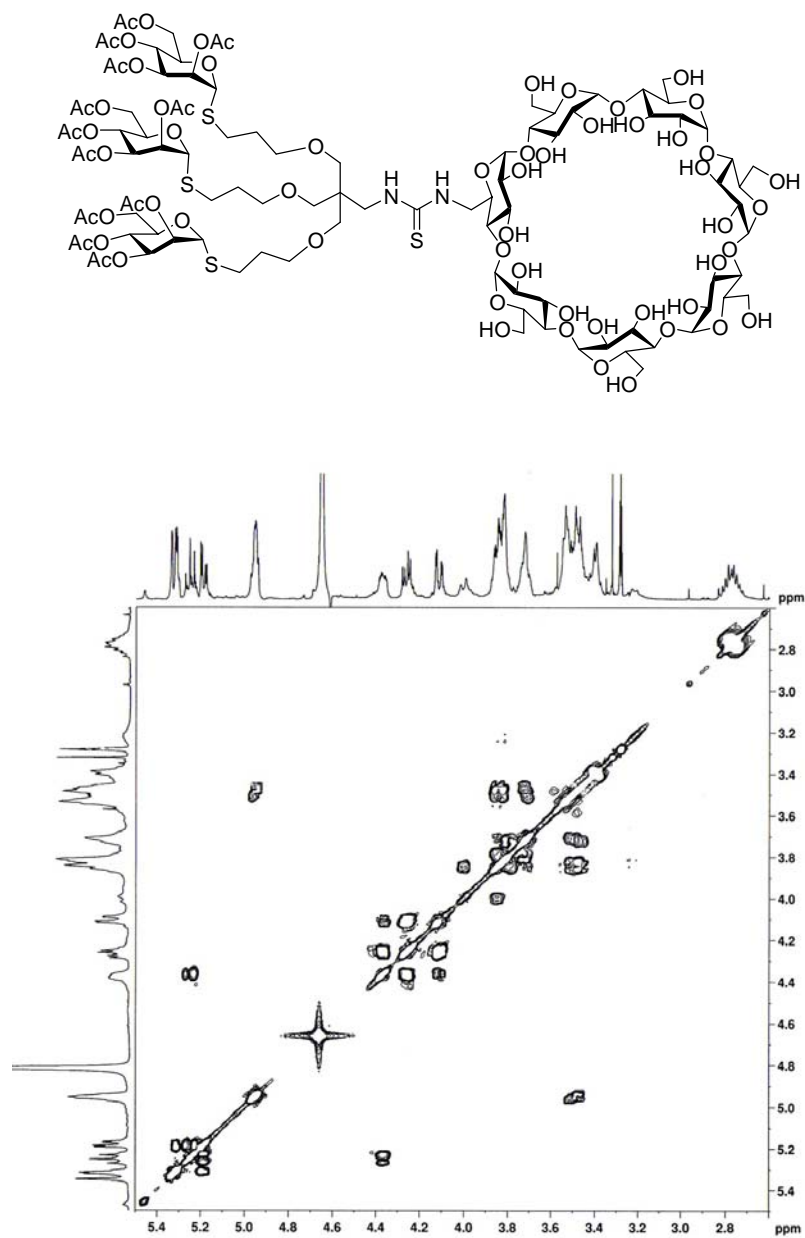 AcO
AcO OAc
O
AcO
OH OH
O O
O
AcO OAc
S
OH HO
AcO O
OH
O
AcO
O
OH
O
HO
O
OH
S
O
H H
N N
HO
O
AcO AcO
S
OH
O
AcO O
O
O
AcO
HO
S
OH
O
OH HO
O
HO O
OH OH
O
OH
O
HO
ppm
2.8
3.0
3.2
3.4
3.6
3.8
4.0
4.2
4.4
4.6
4.8
5.0
5.2
5.4
5.4 5.2 5.0 4.8 4.6 4.4 4.2 4.0 3.8 3.6 3.4 3.2 3.0 2.8 ppm